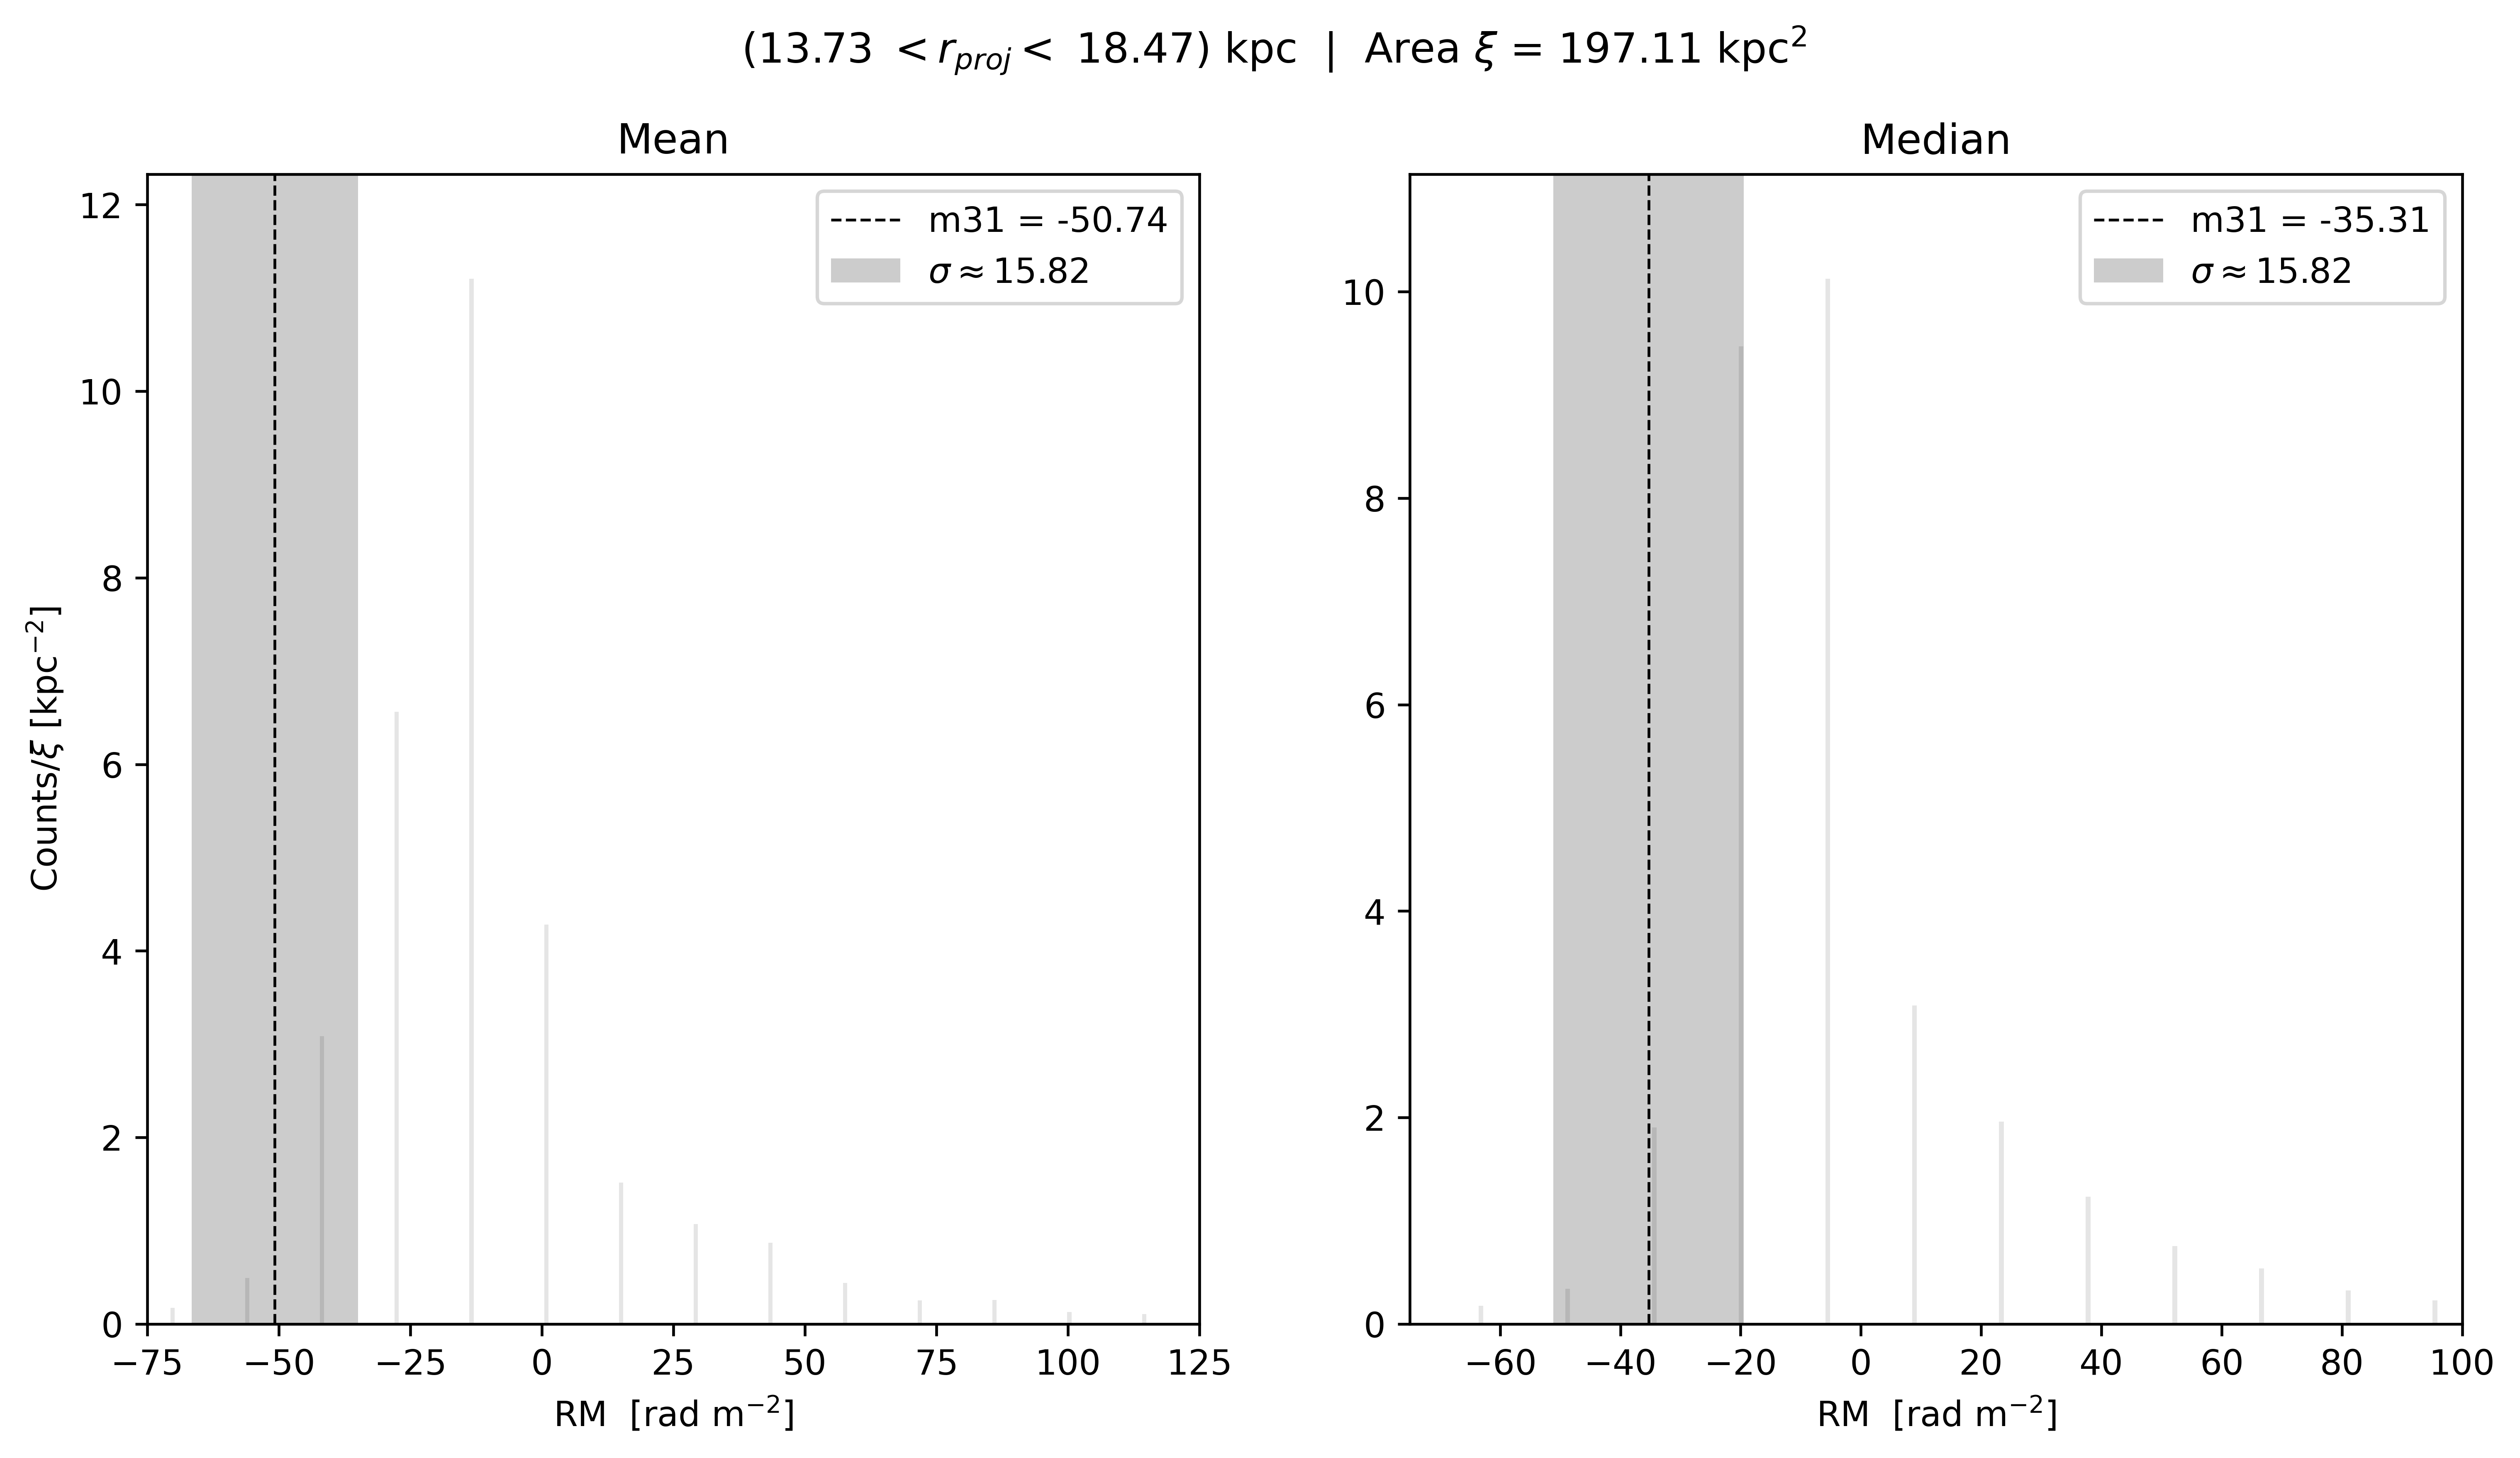 (13.73 < r_proj < 18.47) kpc | Area ξ = 197.11 kpc²
Mean
m31 = -50.74
σ ≈ 15.82
12
10
8
6
4
2
0
Counts/ξ [kpc⁻²]
−75 −50 −25 0 25 50 75 100 125
RM [rad m⁻²]
Median
m31 = -35.31
σ ≈ 15.82
10
8
6
4
2
0
−60 −40 −20 0 20 40 60 80 100
RM [rad m⁻²]